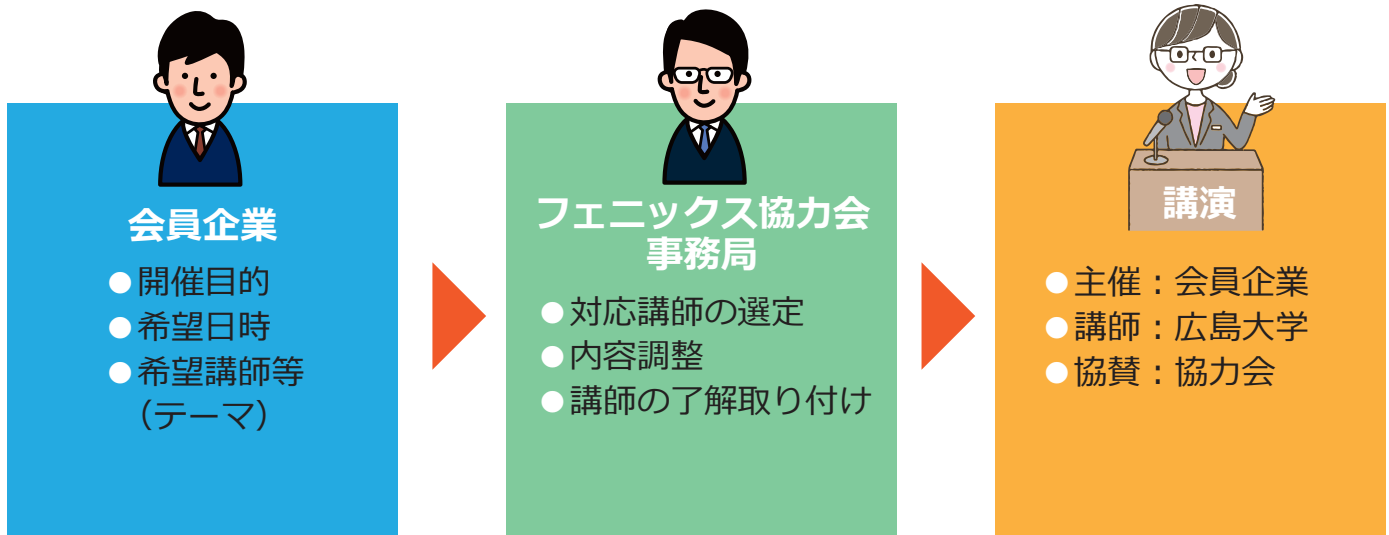 会員企業
●開催目的
●希望日時
●希望講師等
（テーマ）
フェニックス協力会
事務局
●対応講師の選定
●内容調整
●講師の了解取り付け
講演
●主催：会員企業
●講師：広島大学
●協賛：協力会